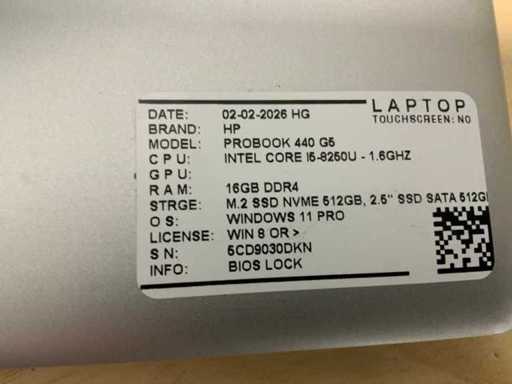 LAPTOP
TOUCHSCREEN: NO
DATE: 02-02-2026 HG
BRAND: HP
MODEL: PROBOOK 440 G5
CPU: INTEL CORE I5-8250U - 1.6GHZ
GPU:
RAM: 16GB DDR4
STRGE: M.2 SSD NVME 512GB, 2.5" SSD SATA 512G
OS: WINDOWS 11 PRO
LICENSE: WIN 8 OR >
SN: 5CD9030DKN
INFO: BIOS LOCK